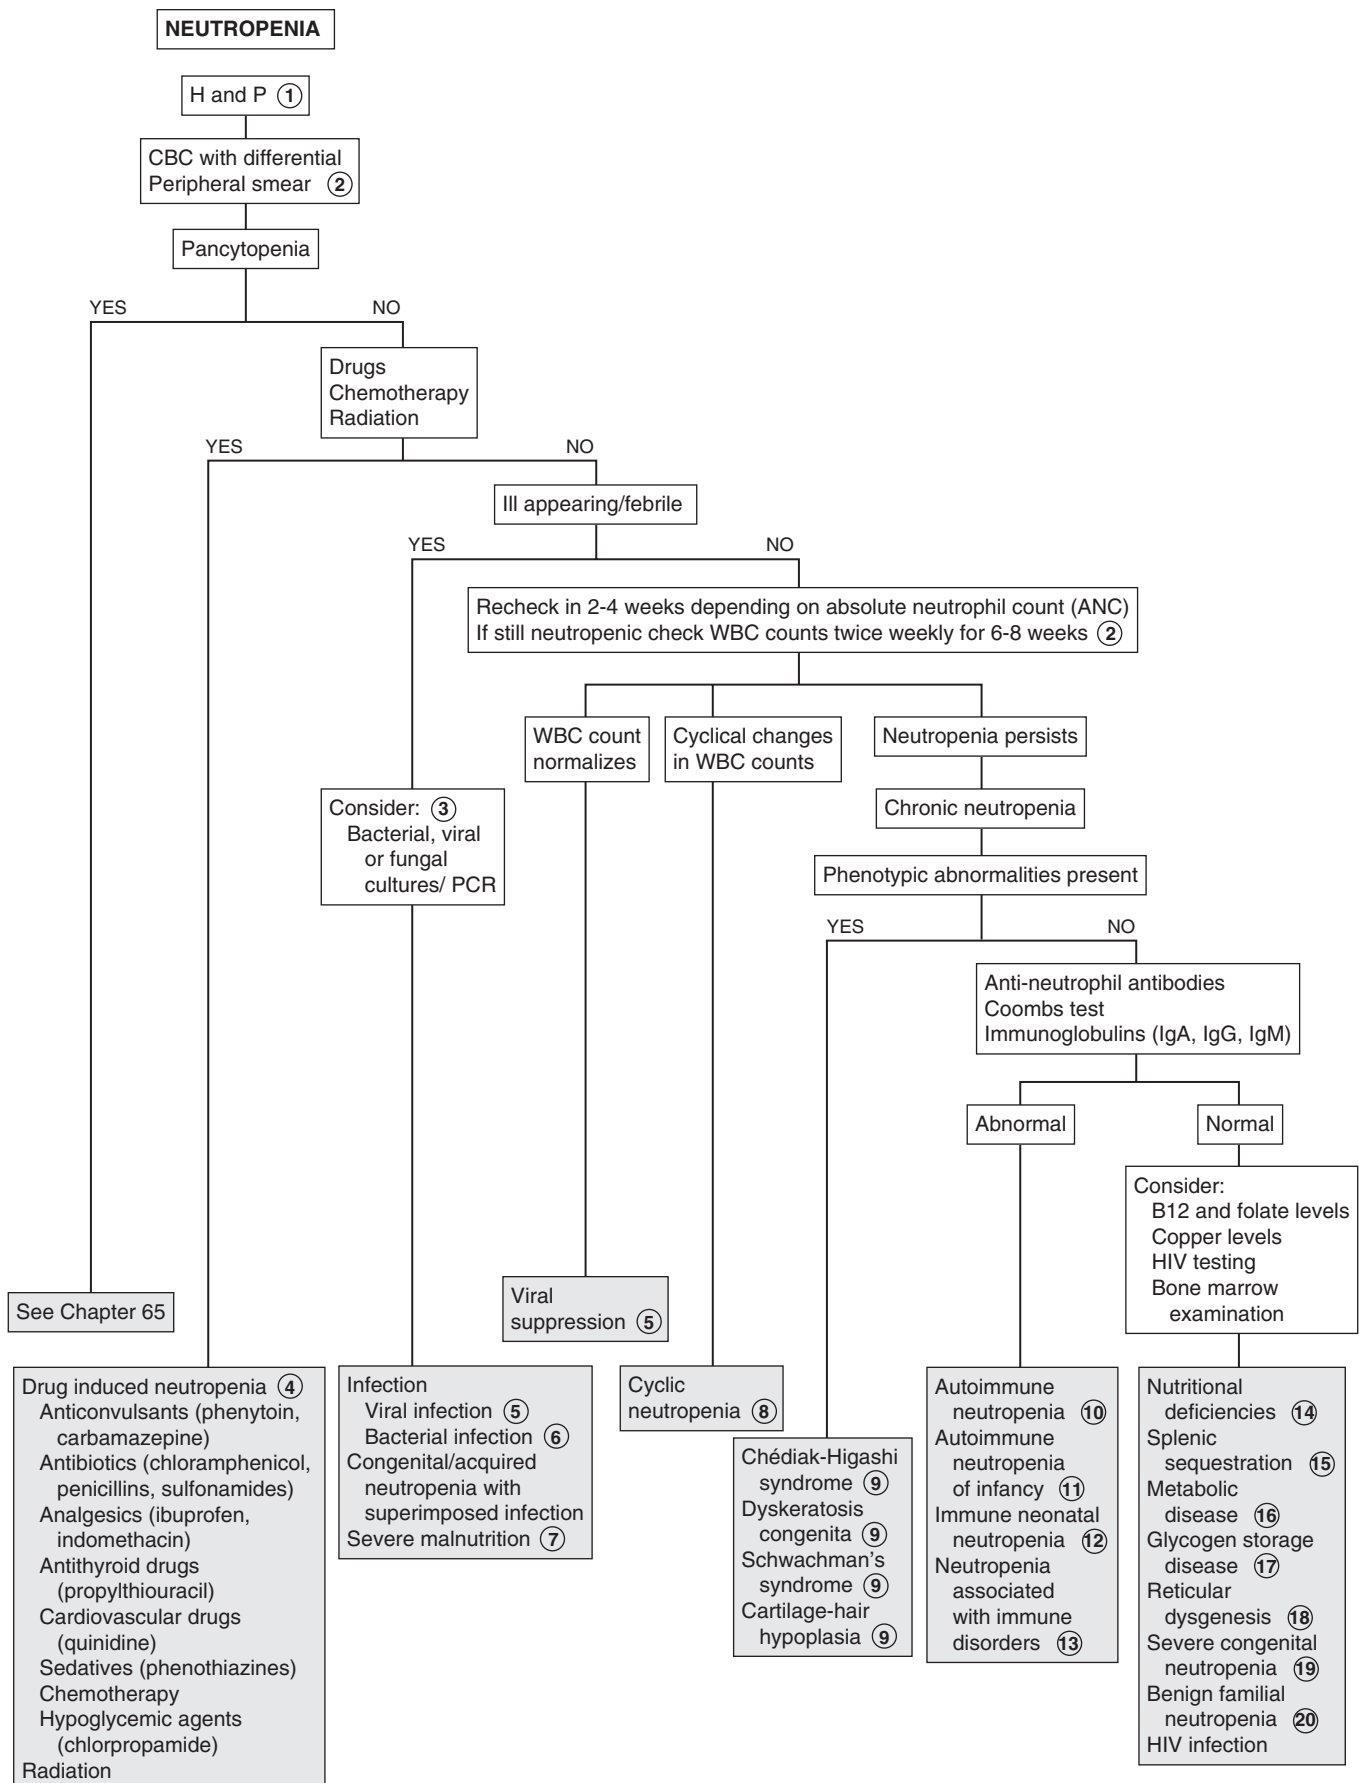 NEUTROPENIA
H and P 1
CBC with differential
Peripheral smear 2
Pancytopenia
YES
NO
Drugs
Chemotherapy
Radiation
YES
NO
Ill appearing/febrile
YES
NO
Recheck in 2-4 weeks depending on absolute neutrophil count (ANC)
If still neutropenic check WBC counts twice weekly for 6-8 weeks 2
WBC count
normalizes
Cyclical changes
in WBC counts
Neutropenia persists
Consider: 3
Bacterial, viral
or fungal
cultures/ PCR
Chronic neutropenia
Phenotypic abnormalities present
YES
NO
Anti-neutrophil antibodies
Coombs test
Immunoglobulins (IgA, IgG, IgM)
Abnormal
Normal
Consider:
B12 and folate levels
Copper levels
HIV testing
Bone marrow
examination
See Chapter 65
Viral
suppression 5
Drug induced neutropenia 4
Anticonvulsants (phenytoin,
carbamazepine)
Antibiotics (chloramphenicol,
penicillins, sulfonamides)
Analgesics (ibuprofen,
indomethacin)
Antithyroid drugs
(propylthiouracil)
Cardiovascular drugs
(quinidine)
Sedatives (phenothiazines)
Chemotherapy
Hypoglycemic agents
(chlorpropamide)
Radiation
Infection
Viral infection 5
Bacterial infection 6
Congenital/acquired
neutropenia with
superimposed infection
Severe malnutrition 7
Cyclic
neutropenia 8
Chédiak-Higashi
syndrome 9
Dyskeratosis
congenita 9
Schwachman's
syndrome 9
Cartilage-hair
hypoplasia 9
Autoimmune
neutropenia 10
Autoimmune
neutropenia
of infancy 11
Immune neonatal
neutropenia 12
Neutropenia
associated
with immune
disorders 13
Nutritional
deficiencies 14
Splenic
sequestration 15
Metabolic
disease 16
Glycogen storage
disease 17
Reticular
dysgenesis 18
Severe congenital
neutropenia 19
Benign familial
neutropenia 20
HIV infection